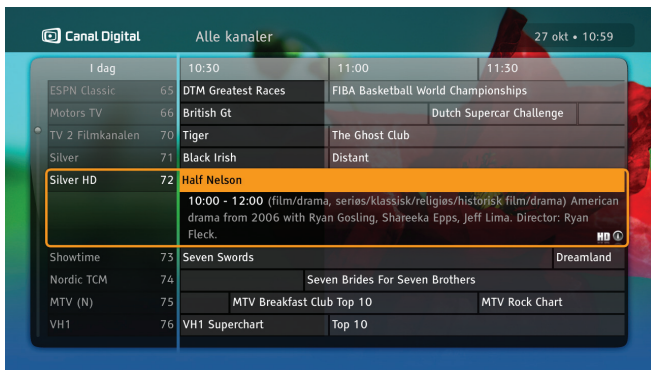 Canal Digital Alle kanaler 27 okt • 10:59
I dag 10:30 11:00 11:30
ESPN Classic 65 DTM Greatest Races FIBA Basketball World Championships
Motors TV 66 British Gt Dutch Supercar Challenge
TV 2 Filmkanalen 70 Tiger The Ghost Club
Silver 71 Black Irish Distant
Silver HD 72 Half Nelson
10:00 - 12:00 (film/drama, seriøs/klassisk/religiøs/historisk film/drama) American
drama from 2006 with Ryan Gosling, Shareeka Epps, Jeff Lima. Director: Ryan
Fleck.
HD i
Showtime 73 Seven Swords Dreamland
Nordic TCM 74 Seven Brides For Seven Brothers
MTV (N) 75 MTV Breakfast Club Top 10 MTV Rock Chart
VH1 76 VH1 Superchart Top 10